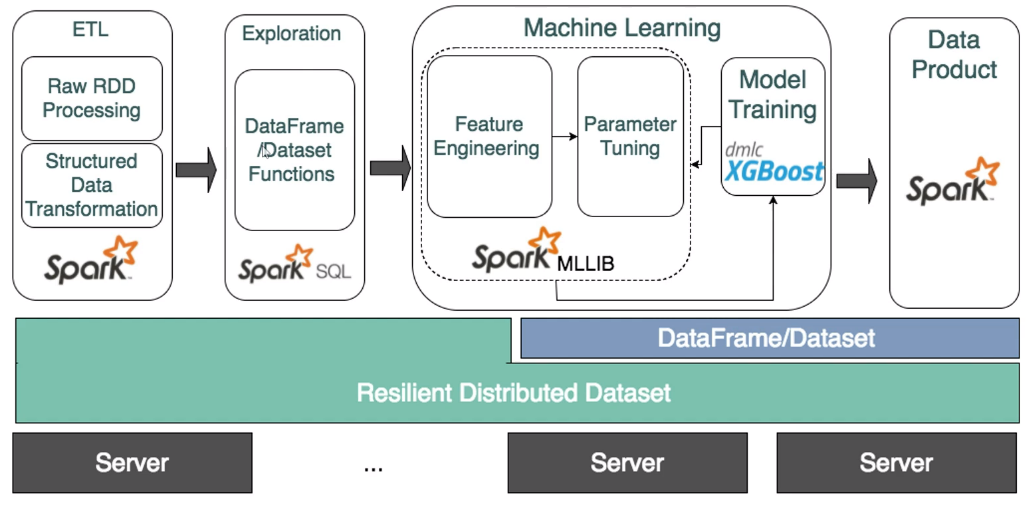 ETL
Raw RDD
Processing
Structured
Data
Transformation
Spark
Exploration
DataFrame
/Dataset
Functions
Spark SQL
Machine Learning
Feature
Engineering
Parameter
Tuning
Spark MLLIB
Model
Training
dmlc
XGBoost
Data
Product
Spark
DataFrame/Dataset
Resilient Distributed Dataset
Server
...
Server
Server